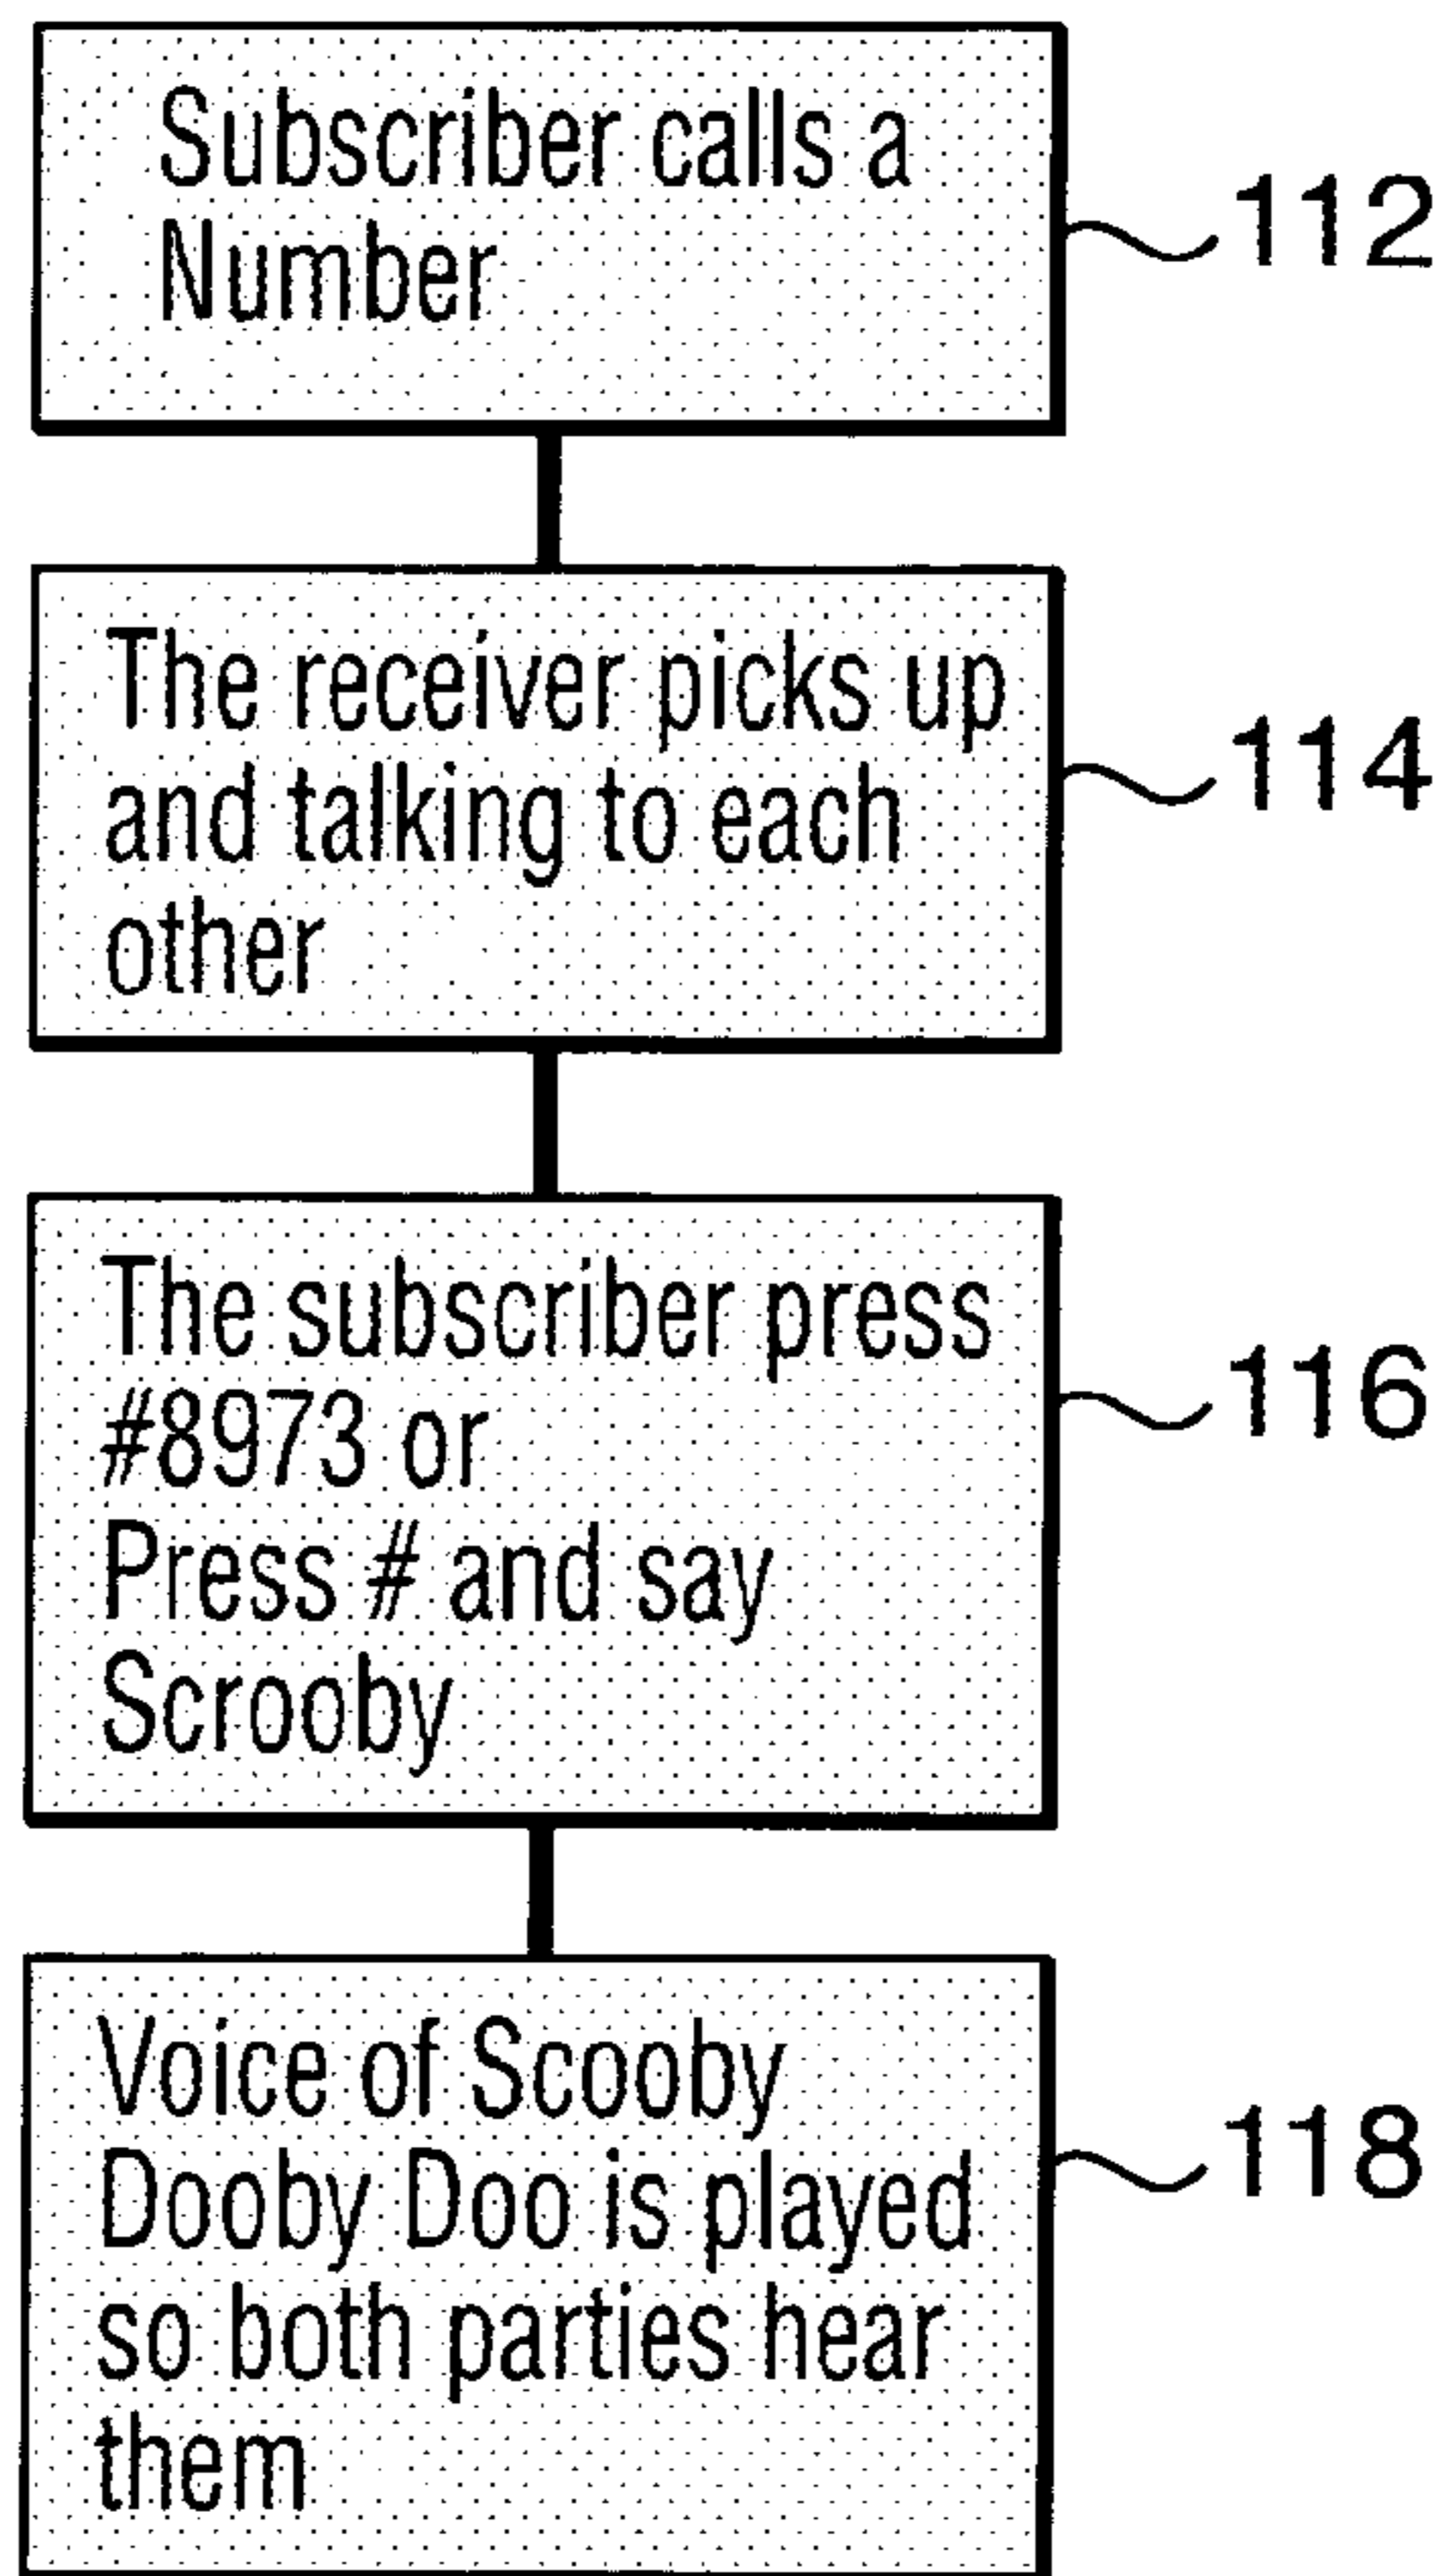 Subscriber calls a
Number
112
The receiver picks up
and talking to each
other
114
The subscriber press
#8973 or
Press # and say
Scrooby
116
Voice of Scooby
Dooby Doo is played
so both parties hear
them
118